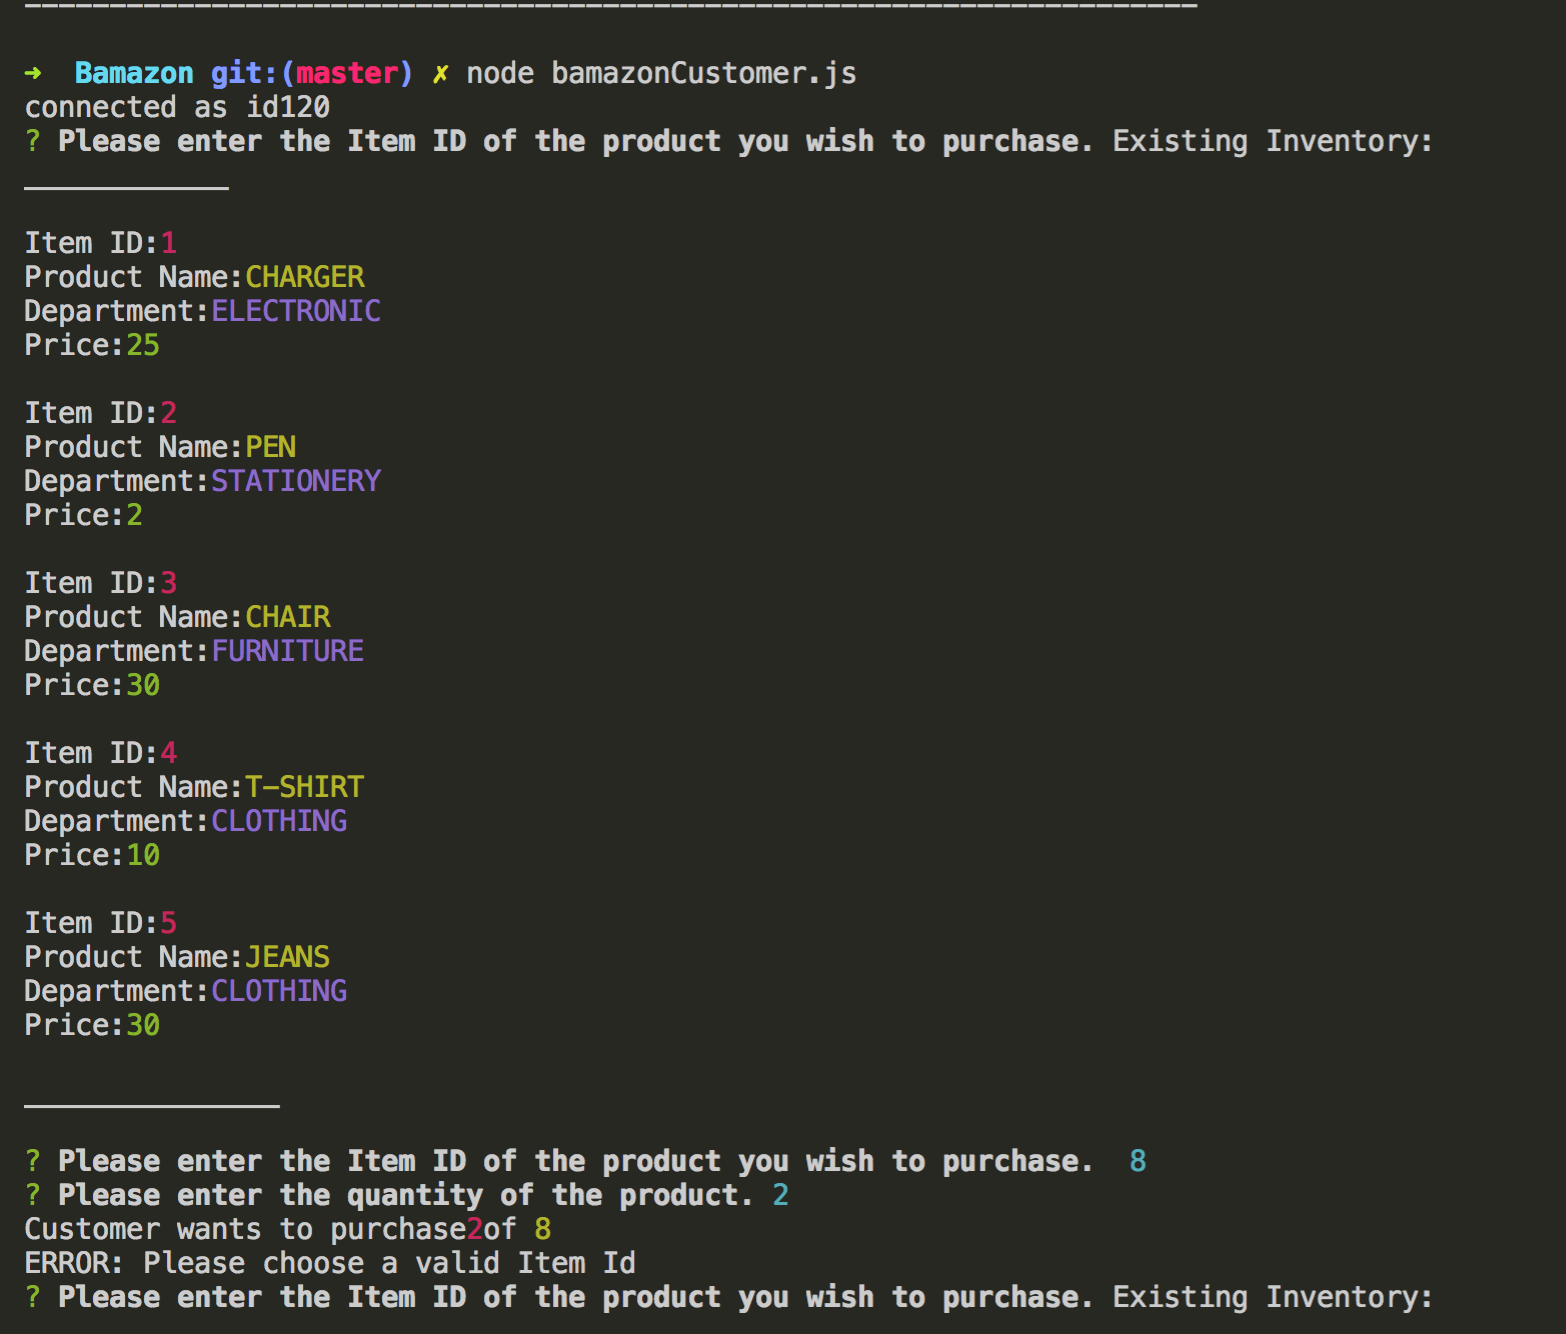 ➜  Bamazon git:(master) ✗ node bamazonCustomer.js
connected as id120
? Please enter the Item ID of the product you wish to purchase. Existing Inventory:
Item ID:1
Product Name:CHARGER
Department:ELECTRONIC
Price:25
Item ID:2
Product Name:PEN
Department:STATIONERY
Price:2
Item ID:3
Product Name:CHAIR
Department:FURNITURE
Price:30
Item ID:4
Product Name:T-SHIRT
Department:CLOTHING
Price:10
Item ID:5
Product Name:JEANS
Department:CLOTHING
Price:30
? Please enter the Item ID of the product you wish to purchase.  8
? Please enter the quantity of the product. 2
Customer wants to purchase2of 8
ERROR: Please choose a valid Item Id
? Please enter the Item ID of the product you wish to purchase. Existing Inventory: